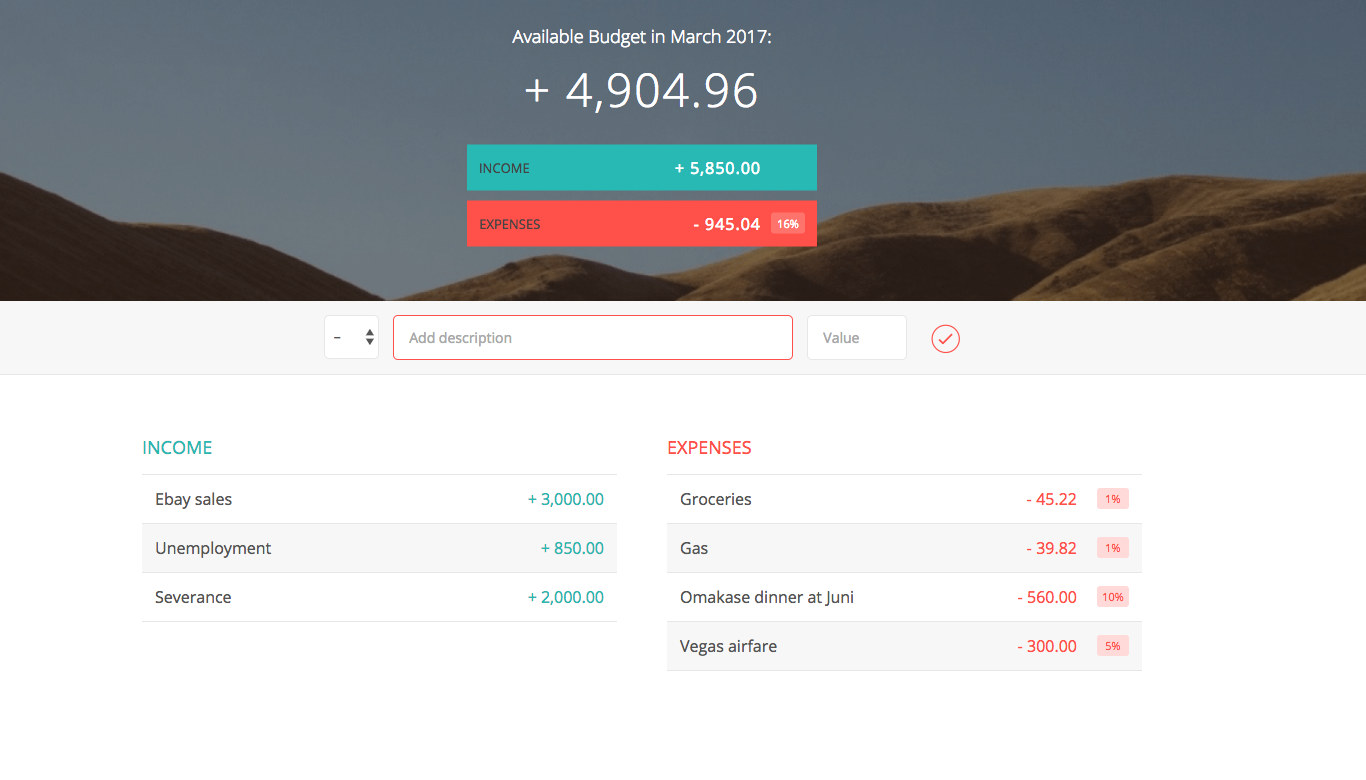 Available Budget in March 2017:
+ 4,904.96
INCOME + 5,850.00
EXPENSES - 945.04 16%
– Add description Value
INCOME
Ebay sales + 3,000.00
Unemployment + 850.00
Severance + 2,000.00
EXPENSES
Groceries - 45.22 1%
Gas - 39.82 1%
Omakase dinner at Juni - 560.00 10%
Vegas airfare - 300.00 5%